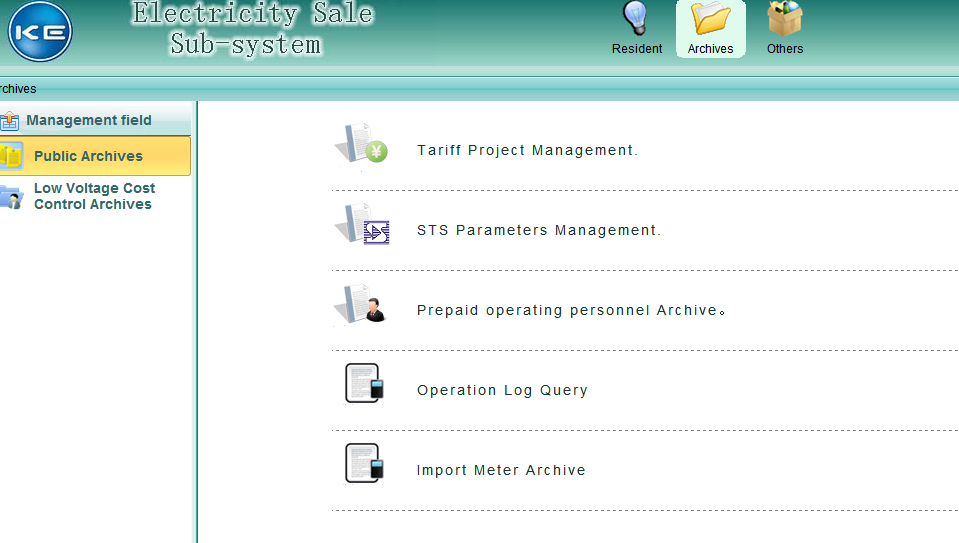 KE
Electricity Sale
Sub-system
Resident
Archives
Others
rchives
Management field
Public Archives
Low Voltage Cost
Control Archives
¥
Tariff Project Management.
STS Parameters Management.
Prepaid operating personnel Archive。
Operation Log Query
Import Meter Archive